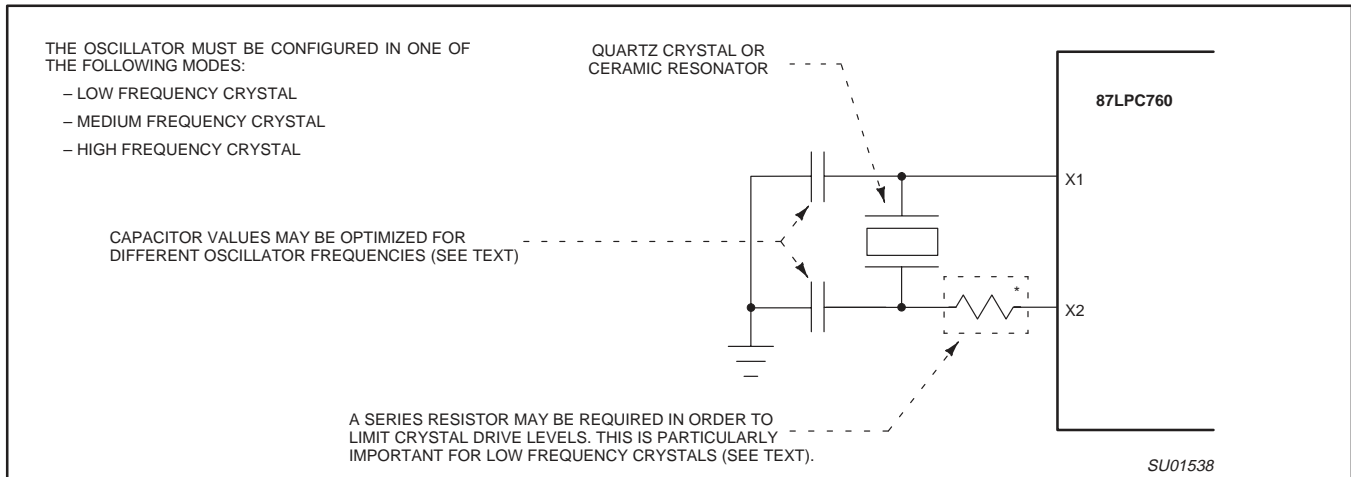 THE OSCILLATOR MUST BE CONFIGURED IN ONE OF
THE FOLLOWING MODES:
– LOW FREQUENCY CRYSTAL
– MEDIUM FREQUENCY CRYSTAL
– HIGH FREQUENCY CRYSTAL
QUARTZ CRYSTAL OR
CERAMIC RESONATOR
87LPC760
X1
CAPACITOR VALUES MAY BE OPTIMIZED FOR
DIFFERENT OSCILLATOR FREQUENCIES (SEE TEXT)
*
X2
A SERIES RESISTOR MAY BE REQUIRED IN ORDER TO
LIMIT CRYSTAL DRIVE LEVELS. THIS IS PARTICULARLY
IMPORTANT FOR LOW FREQUENCY CRYSTALS (SEE TEXT).
SU01538